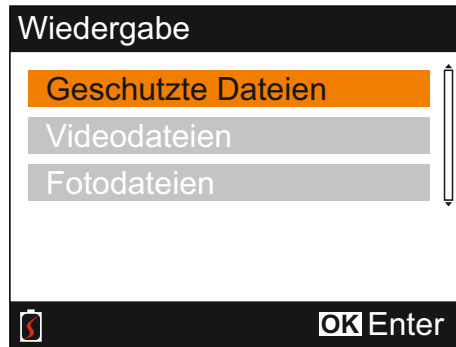 Wiedergabe
Geschutzte Dateien
Videodateien
Fotodateien
OK Enter